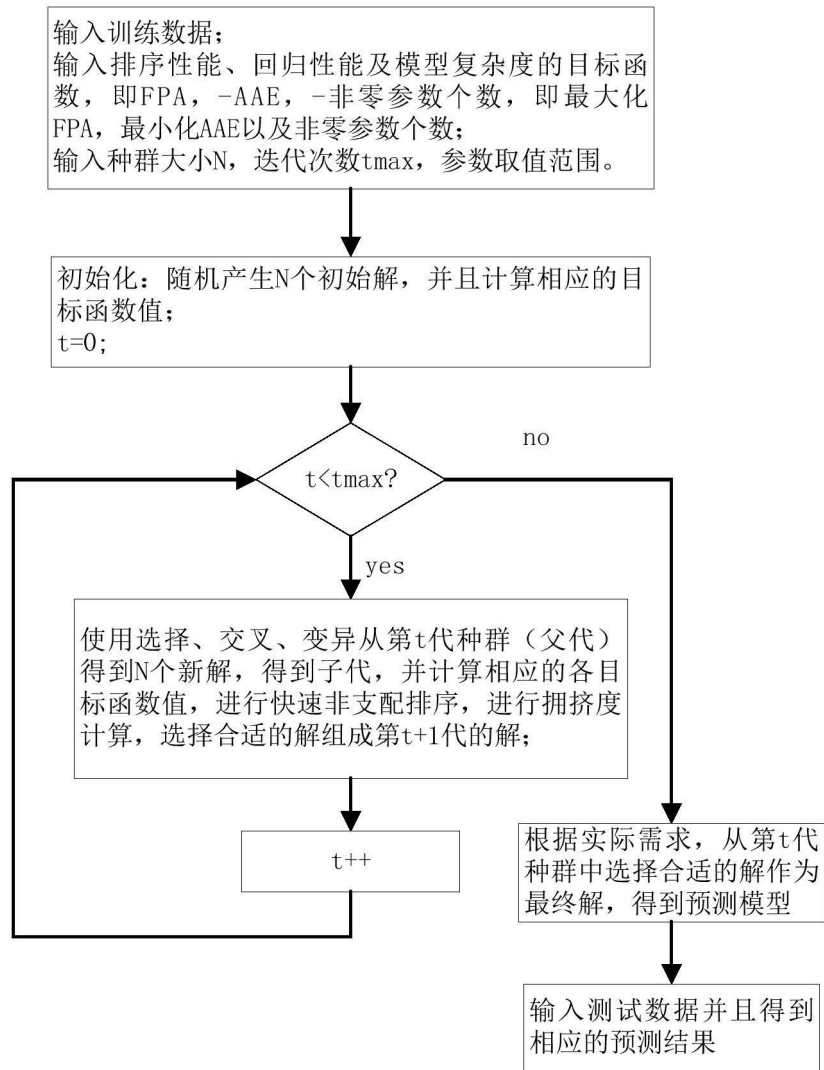 输入训练数据；
输入排序性能、回归性能及模型复杂度的目标函
数，即FPA，-AAE，-非零参数个数，即最大化
FPA，最小化AAE以及非零参数个数；
输入种群大小N，迭代次数tmax，参数取值范围。
初始化：随机产生N个初始解，并且计算相应的目
标函数值；
t=0;
t<tmax?
no
yes
使用选择、交叉、变异从第t代种群（父代）
得到N个新解，得到子代，并计算相应的各目
标函数值，进行快速非支配排序，进行拥挤度
计算，选择合适的解组成第t+1代的解；
t++
根据实际需求，从第t代
种群中选择合适的解作为
最终解，得到预测模型
输入测试数据并且得到
相应的预测结果